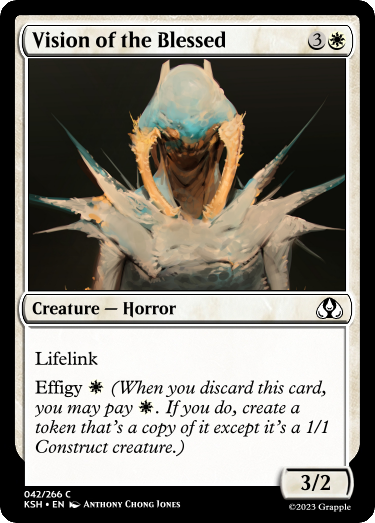 Vision of the Blessed 3
Creature — Horror
Lifelink
Effigy (When you discard this card,
you may pay . If you do, create a
token that's a copy of it except it's a 1/1
Construct creature.)
3/2
042/266 C
KSH • EN Anthony Chong Jones
©2023 Grapple